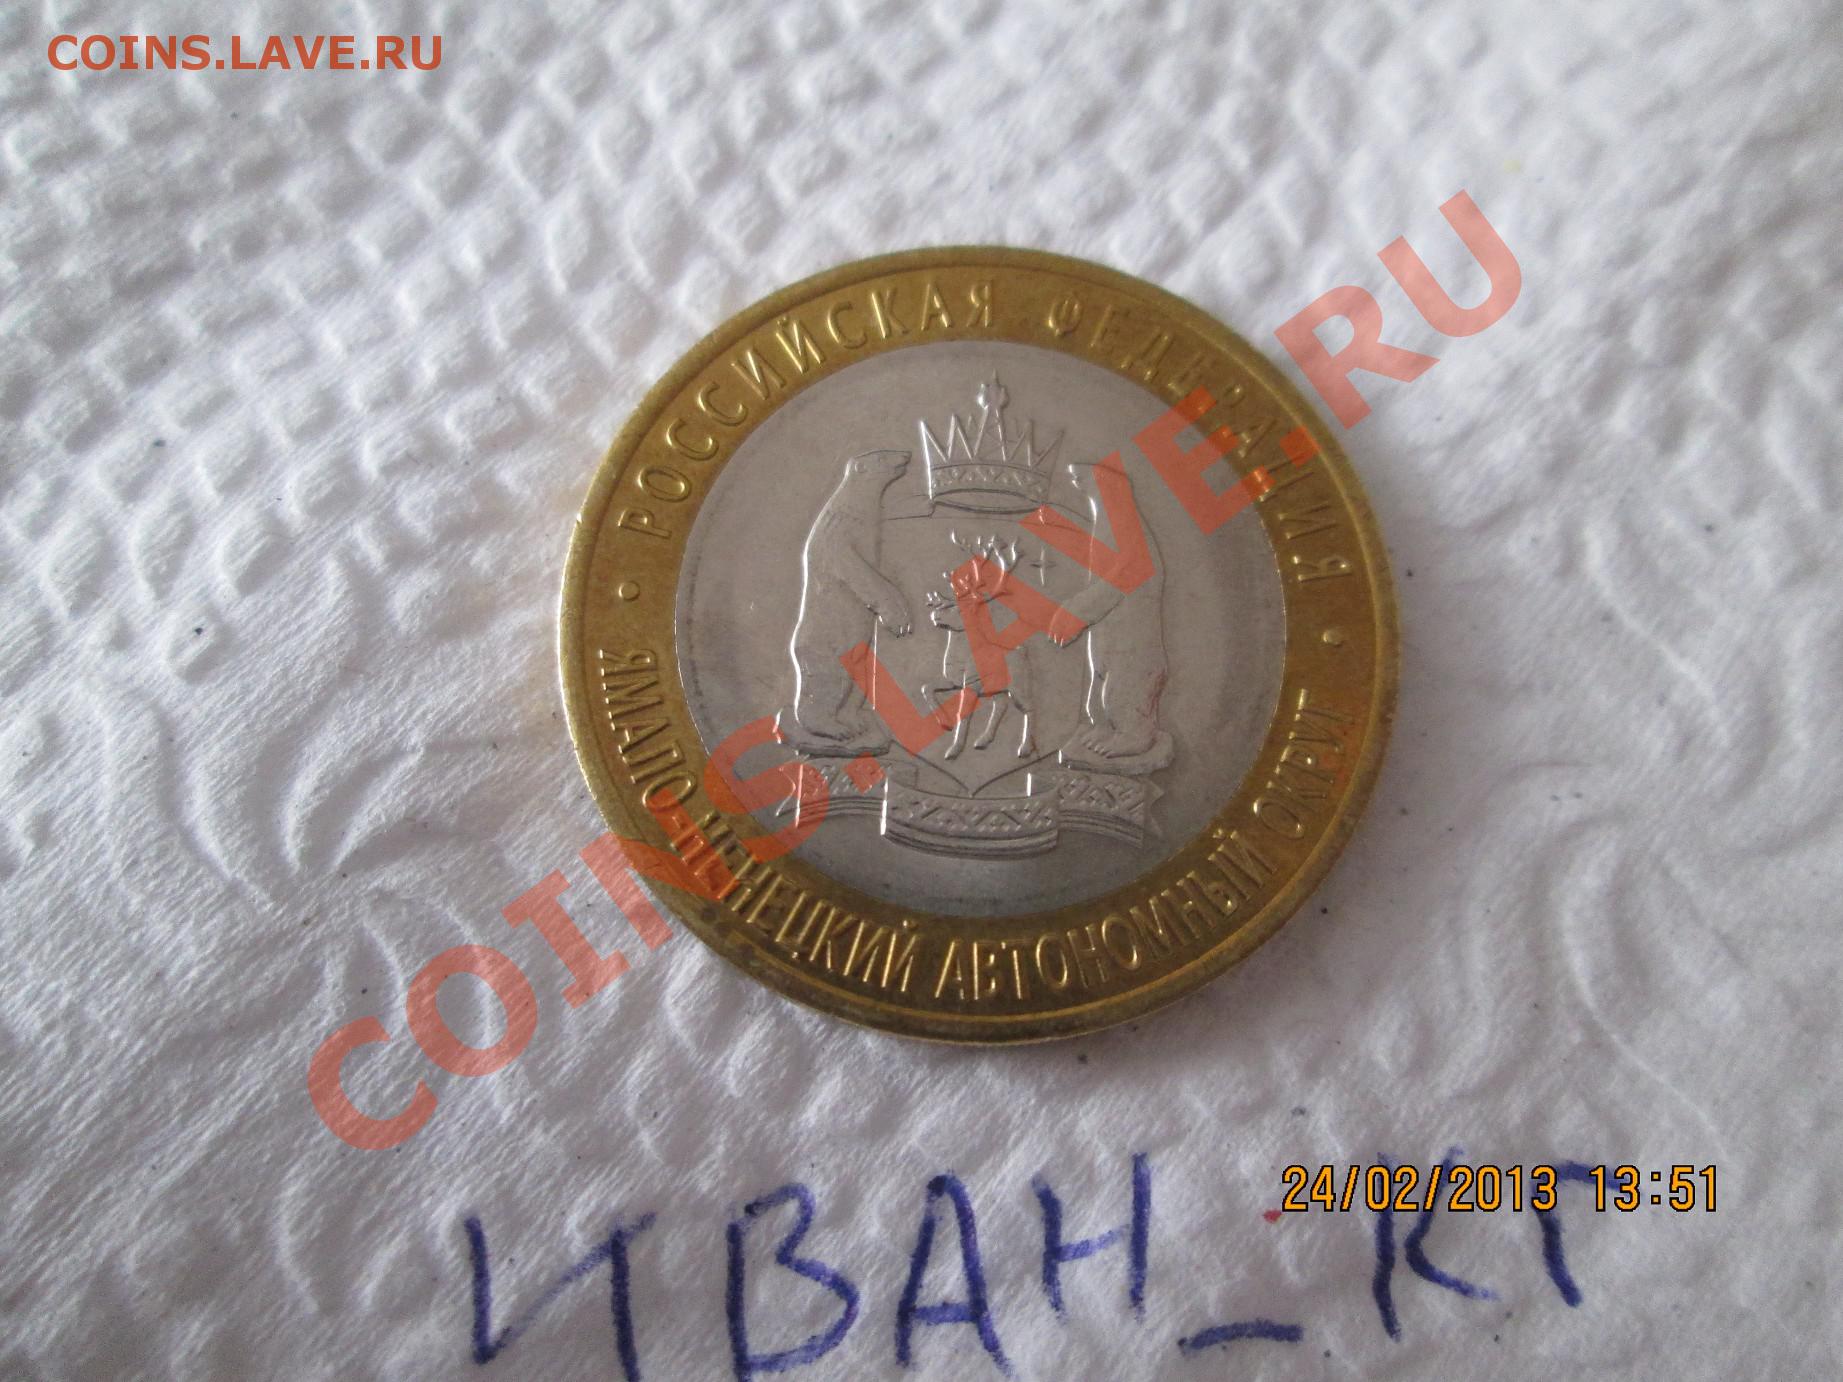 COINS.LAVE.RU
• РОССИЙСКАЯ ФЕДЕРАЦИЯ •
ЯМАЛО-НЕНЕЦКИЙ АВТОНОМНЫЙ ОКРУГ
COINS.LAVE.RU
24/02/2013 13:51
ИВАН_КГ